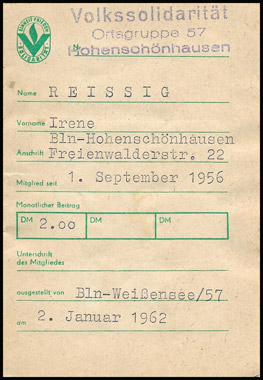 Volkssolidarität
Ortsgruppe 57
Hohenschönhausen
Name REISSIG
Vorname Irene
Bln-Hohenschönhausen
Anschrift Freienwalderstr. 22
Mitglied seit 1. September 1956
Monatlicher Beitrag
DM 2.00 DM DM
Unterschrift
des Mitgliedes
ausgestellt von Bln-Weißensee/57
am 2. Januar 1962